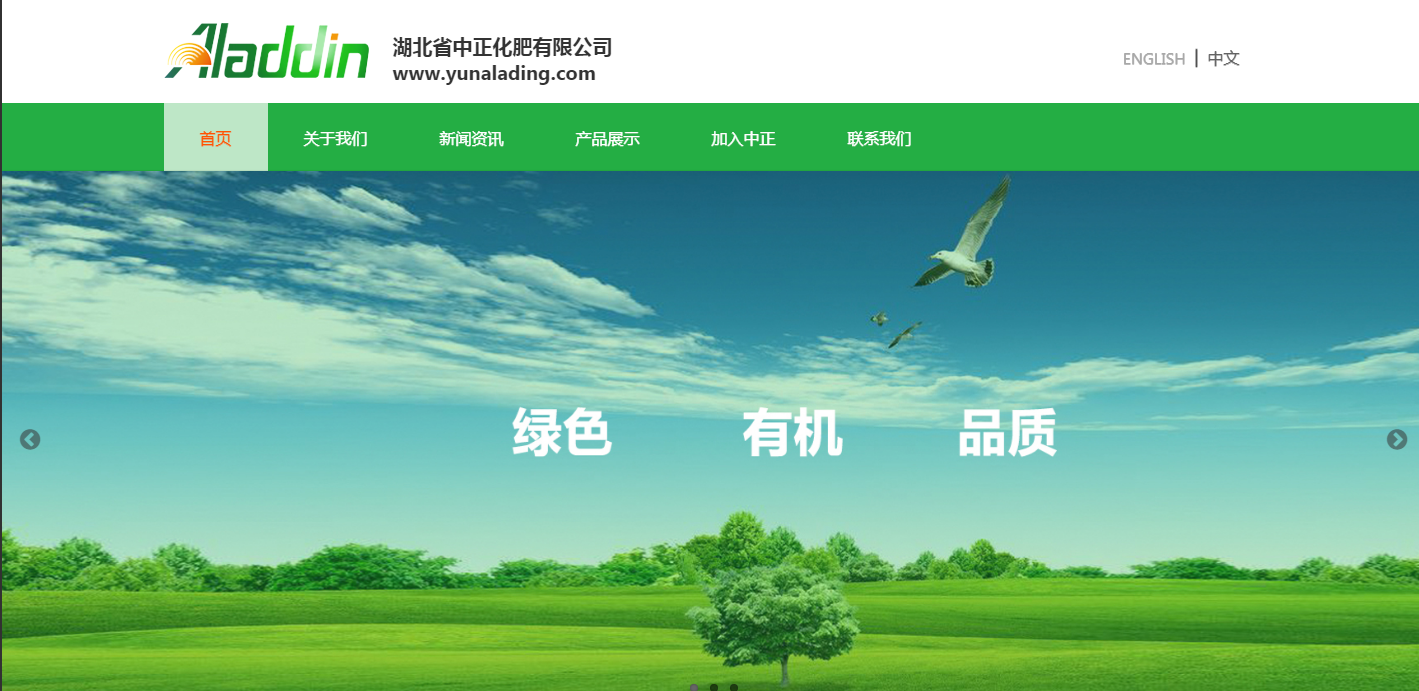 Aladdin
湖北省中正化肥有限公司
www.yunalading.com
ENGLISH | 中文
首页 关于我们 新闻资讯 产品展示 加入中正 联系我们
绿色 有机 品质